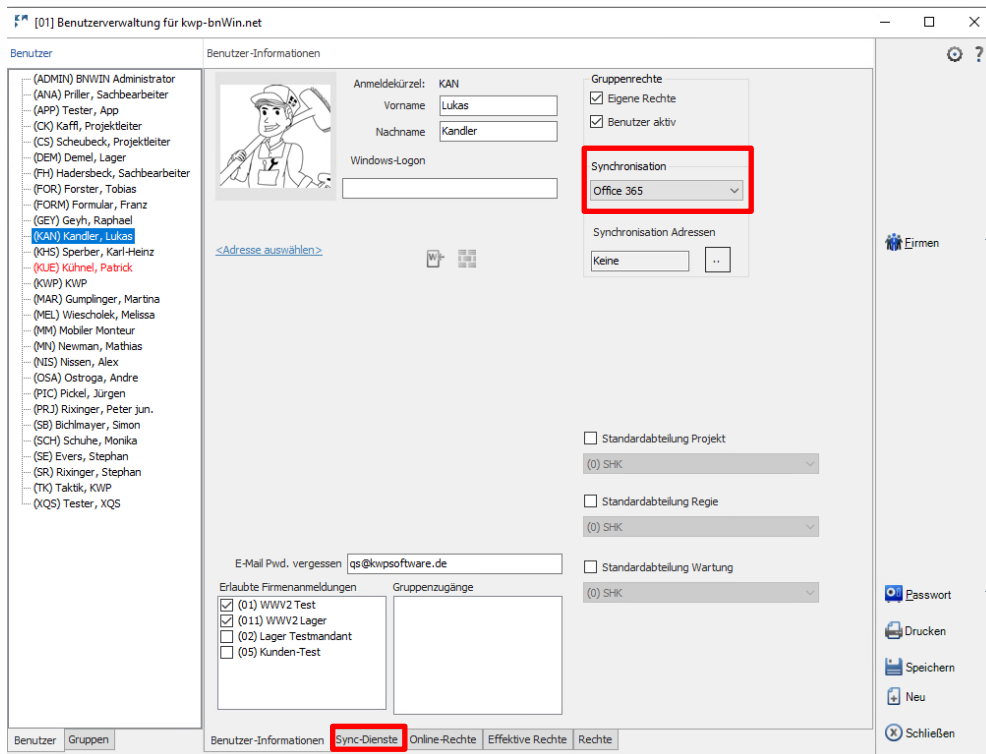 [01] Benutzerverwaltung für kwp-bnWin.net
Benutzer
(ADMIN) BNWIN Administrator
(ANA) Priller, Sachbearbeiter
(APP) Tester, App
(CK) Kaffl, Projektleiter
(CS) Scheubeck, Projektleiter
(DEM) Demel, Lager
(FH) Hadersbeck, Sachbearbeiter
(FOR) Forster, Tobias
(FORM) Formular, Franz
(GEY) Geyh, Raphael
(KAN) Kandler, Lukas
(KHS) Sperber, Karl-Heinz
(KUE) Kühnel, Patrick
(KWP) KWP
(MAR) Gumplinger, Martina
(MEL) Wiescholek, Melissa
(MM) Mobiler Monteur
(MN) Newman, Mathias
(NIS) Nissen, Alex
(OSA) Ostroga, Andre
(PIC) Pickel, Jürgen
(PRJ) Rixinger, Peter jun.
(SB) Bichlmayer, Simon
(SCH) Schuhe, Monika
(SE) Evers, Stephan
(SR) Rixinger, Stephan
(TK) Taktik, KWP
(XQS) Tester, XQS
Benutzer Gruppen
Benutzer-Informationen
Anmeldekürzel: KAN
Vorname Lukas
Nachname Kandler
Windows-Logon
<Adresse auswählen>
Gruppenrechte
Eigene Rechte
Benutzer aktiv
Synchronisation
Office 365
Synchronisation Adressen
Keine ..
Standardabteilung Projekt
(0) SHK
Standardabteilung Regie
(0) SHK
Standardabteilung Wartung
(0) SHK
E-Mail Pwd. vergessen qs@kwpsoftware.de
Erlaubte Firmenanmeldungen
(01) WWV2 Test
(011) WWV2 Lager
(02) Lager Testmandant
(05) Kunden-Test
Gruppenzugänge
Benutzer-Informationen Sync-Dienste Online-Rechte Effektive Rechte Rechte
?
Firmen
Passwort
Drucken
Speichern
Neu
Schließen